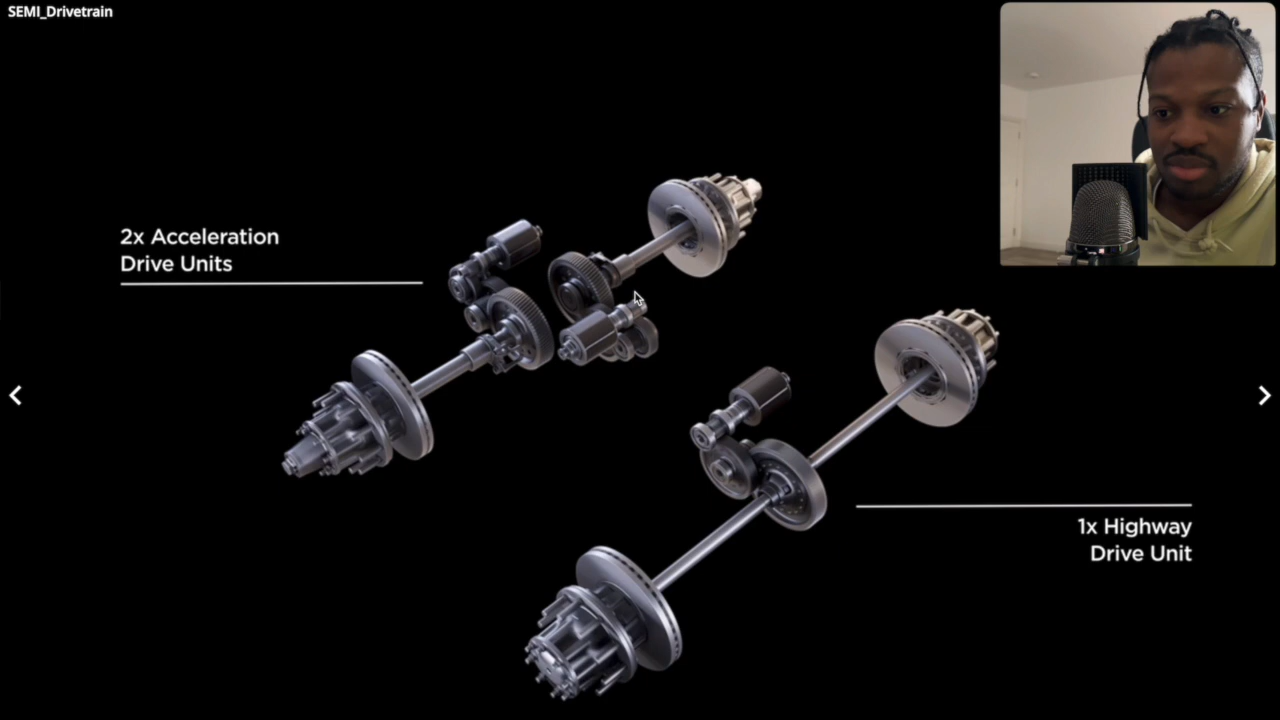 SEMI_Drivetrain
2x Acceleration
Drive Units
1x Highway
Drive Unit